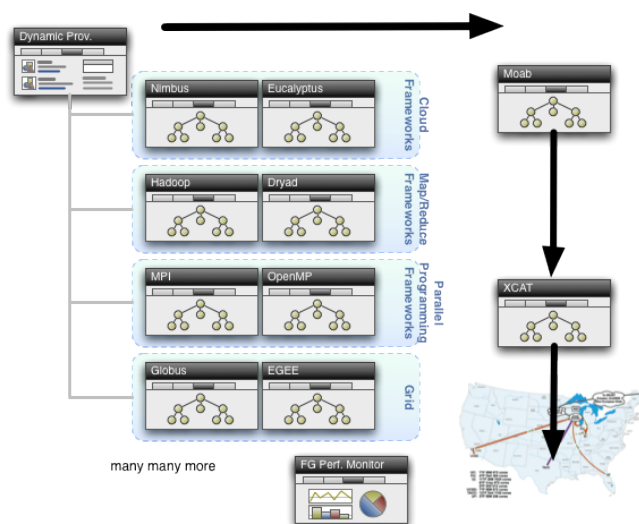 Dynamic Prov.
Nimbus
Eucalyptus
Cloud
Frameworks
Hadoop
Dryad
Map/Reduce
Frameworks
MPI
OpenMP
Parallel
Programming
Frameworks
Globus
EGEE
Grid
many many more
FG Perf. Monitor
Moab
XCAT